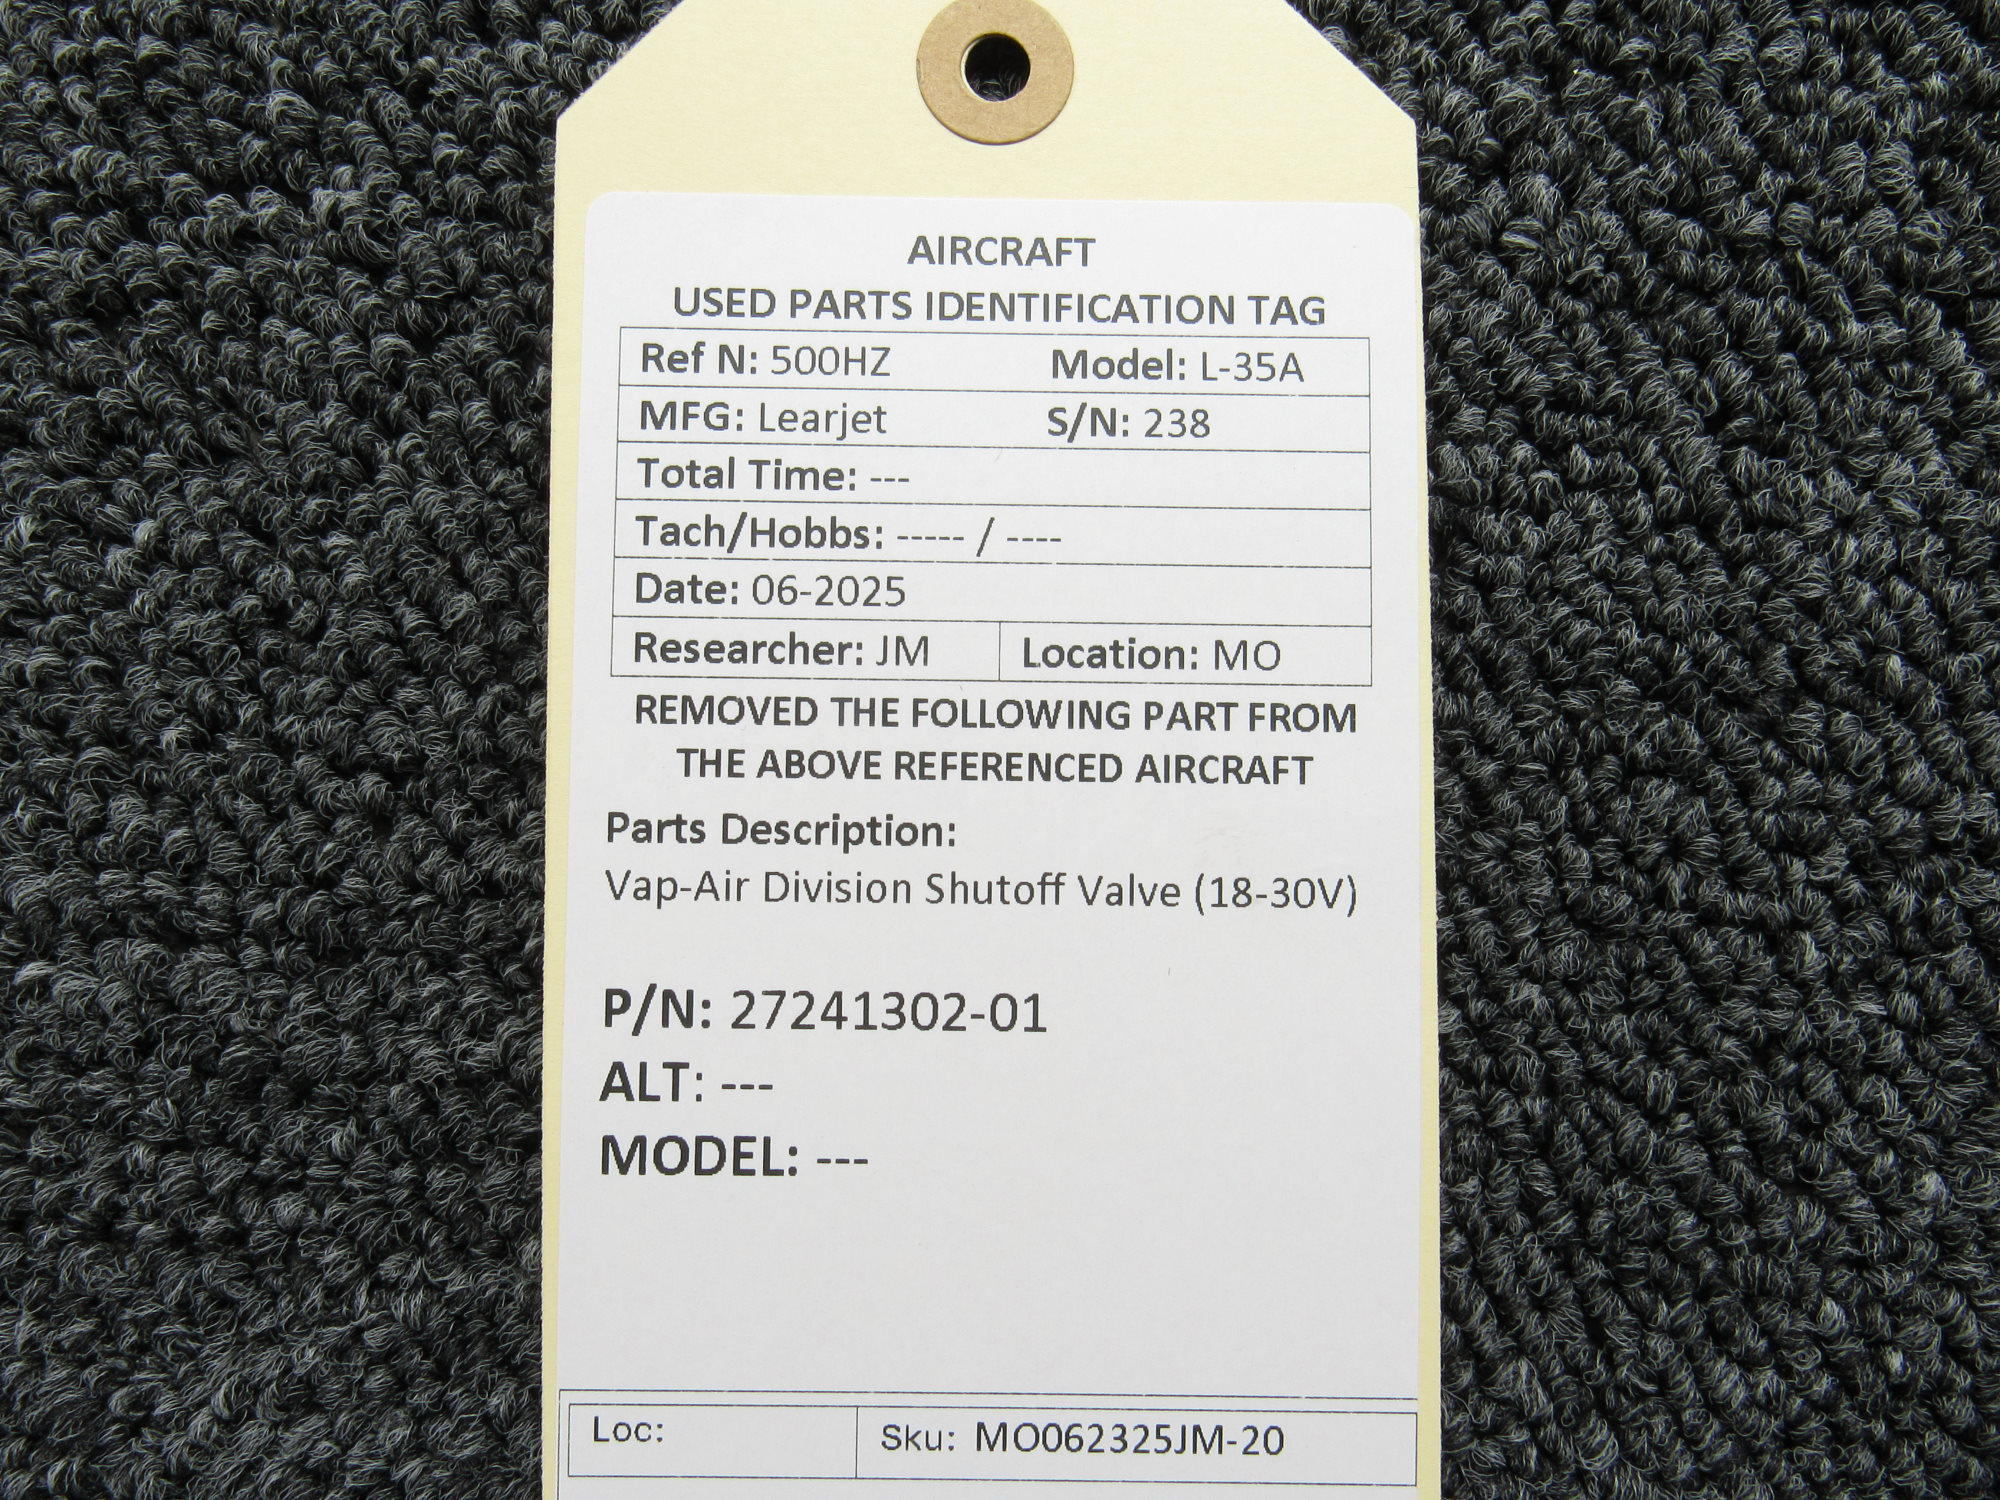 AIRCRAFT
USED PARTS IDENTIFICATION TAG
Ref N: 500HZ Model: L-35A
MFG: Learjet S/N: 238
Total Time: ---
Tach/Hobbs: ----- / ----
Date: 06-2025
Researcher: JM Location: MO
REMOVED THE FOLLOWING PART FROM
THE ABOVE REFERENCED AIRCRAFT
Parts Description:
Vap-Air Division Shutoff Valve (18-30V)
P/N: 27241302-01
ALT: ---
MODEL: ---
Loc: Sku: MO062325JM-20